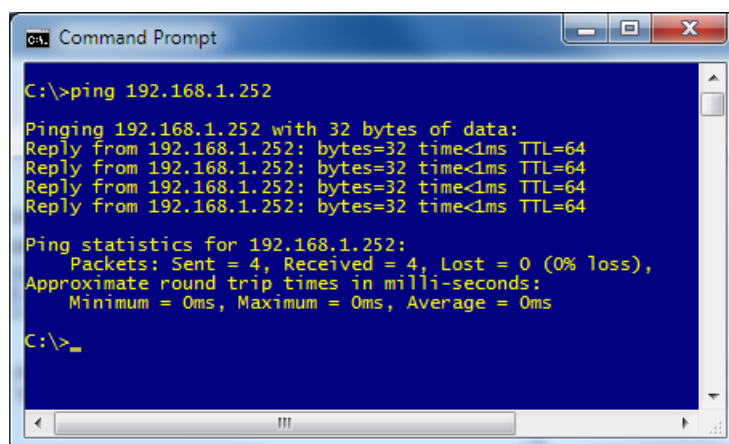 Command Prompt
C:\>ping 192.168.1.252
Pinging 192.168.1.252 with 32 bytes of data:
Reply from 192.168.1.252: bytes=32 time<1ms TTL=64
Reply from 192.168.1.252: bytes=32 time<1ms TTL=64
Reply from 192.168.1.252: bytes=32 time<1ms TTL=64
Reply from 192.168.1.252: bytes=32 time<1ms TTL=64
Ping statistics for 192.168.1.252:
    Packets: Sent = 4, Received = 4, Lost = 0 (0% loss),
Approximate round trip times in milli-seconds:
    Minimum = 0ms, Maximum = 0ms, Average = 0ms
C:\>_